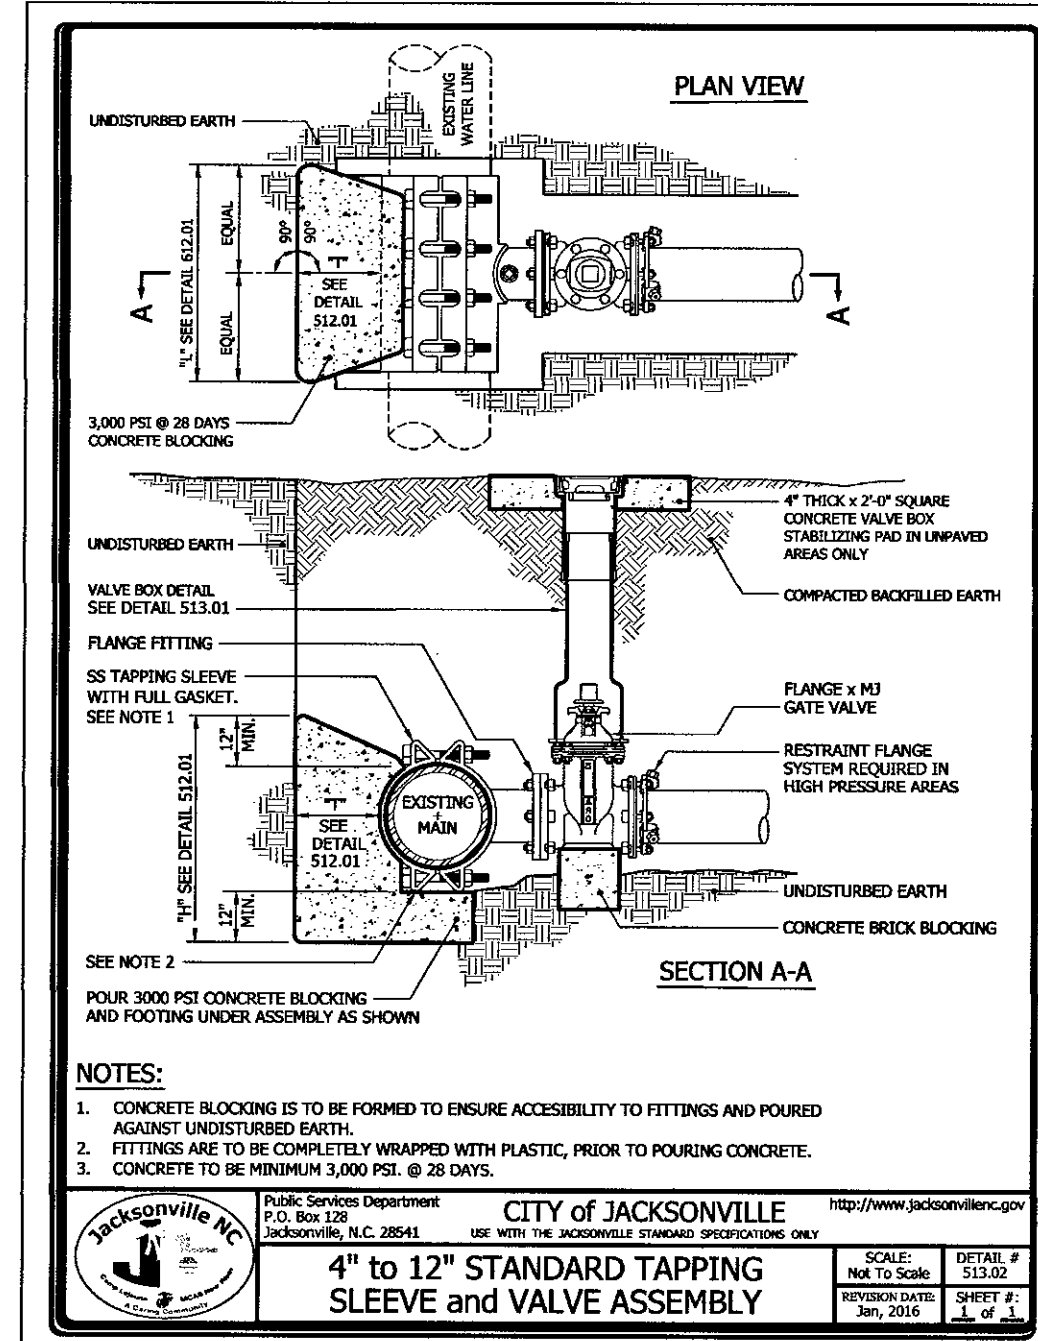 PLAN VIEW
EXISTING
WATER LINE
UNDISTURBED EARTH
"L" SEE DETAIL 612.01
EQUAL
EQUAL
90°
90°
"T"
SEE
DETAIL
512.01
A
A
3,000 PSI @ 28 DAYS
CONCRETE BLOCKING
4" THICK x 2'-0" SQUARE
CONCRETE VALVE BOX
STABILIZING PAD IN UNPAVED
AREAS ONLY
UNDISTURBED EARTH
VALVE BOX DETAIL
SEE DETAIL 513.01
COMPACTED BACKFILLED EARTH
FLANGE FITTING
SS TAPPING SLEEVE
WITH FULL GASKET.
SEE NOTE 1
FLANGE x MJ
GATE VALVE
12"
MIN.
RESTRAINT FLANGE
SYSTEM REQUIRED IN
HIGH PRESSURE AREAS
"H" SEE DETAIL 512.01
"T"
SEE
DETAIL
512.01
EXISTING
MAIN
12"
MIN.
UNDISTURBED EARTH
CONCRETE BRICK BLOCKING
SEE NOTE 2
SECTION A-A
POUR 3000 PSI CONCRETE BLOCKING
AND FOOTING UNDER ASSEMBLY AS SHOWN
NOTES:
1. CONCRETE BLOCKING IS TO BE FORMED TO ENSURE ACCESIBILITY TO FITTINGS AND POURED
AGAINST UNDISTURBED EARTH.
2. FITTINGS ARE TO BE COMPLETELY WRAPPED WITH PLASTIC, PRIOR TO POURING CONCRETE.
3. CONCRETE TO BE MINIMUM 3,000 PSI. @ 28 DAYS.
Jacksonville NC
Camp Lejeune
MCAS New River
A Caring Community
Public Services Department
P.O. Box 128
Jacksonville, N.C. 28541
CITY of JACKSONVILLE
USE WITH THE JACKSONVILLE STANDARD SPECIFICATIONS ONLY
http://www.jacksonvillenc.gov
4" to 12" STANDARD TAPPING
SLEEVE and VALVE ASSEMBLY
SCALE:
Not To Scale
DETAIL #
513.02
REVISION DATE:
Jan, 2016
SHEET #:
1 of 1